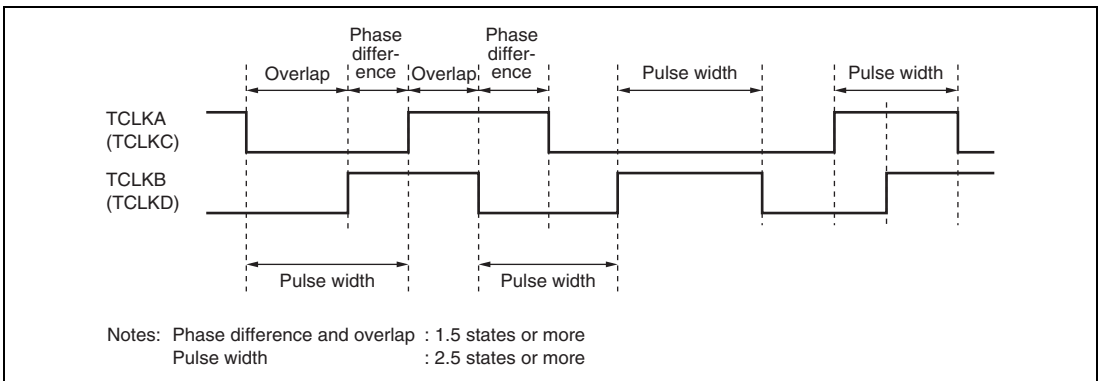 Phase
differ-
ence
Phase
differ-
ence
Overlap
Overlap
Pulse width
Pulse width
TCLKA
(TCLKC)
TCLKB
(TCLKD)
Pulse width
Pulse width
Notes: Phase difference and overlap : 1.5 states or more
Pulse width : 2.5 states or more